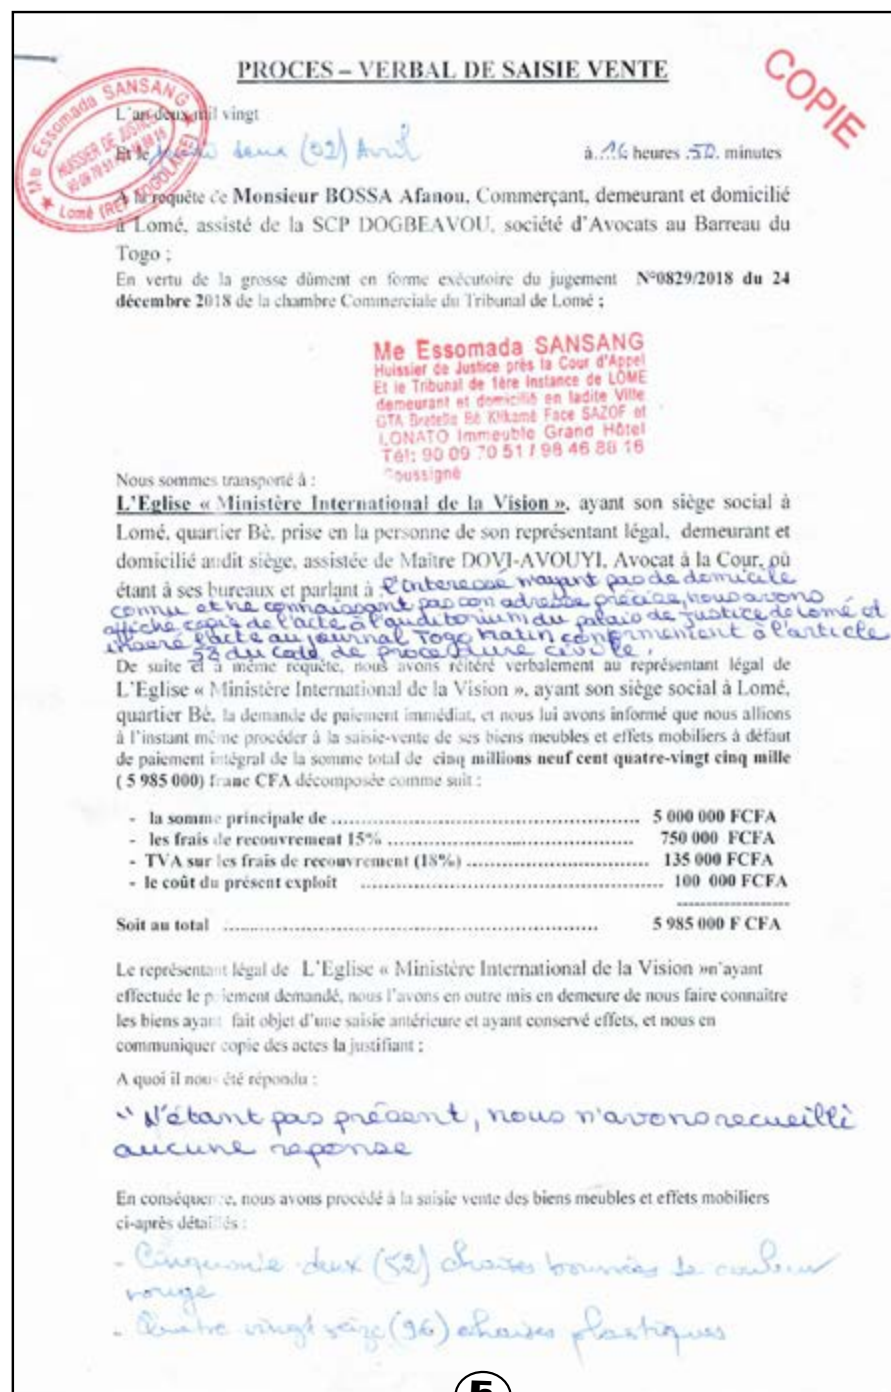 PROCES – VERBAL DE SAISIE VENTE
COPIE
Me Essomada SANSANG
HUISSIER DE JUSTICE
Lomé (REP. TOGOLAISE)
L'an deux mil vingt
Et le jeudi deux (02) Avril à 16 heures 50 minutes
A la requête de Monsieur BOSSA Afanou, Commerçant, demeurant et domicilié
à Lomé, assisté de la SCP DOGBEAVOU, société d'Avocats au Barreau du
Togo ;
En vertu de la grosse dûment en forme exécutoire du jugement N°0829/2018 du 24
décembre 2018 de la chambre Commerciale du Tribunal de Lomé ;
Me Essomada SANSANG
Huissier de Justice près la Cour d'Appel
Et le Tribunal de 1ère Instance de LOME
demeurant et domicilié en ladite Ville
GTA Bretelle Bè Klikamé Face SAZOF et
LONATO Immeuble Grand Hôtel
Tél: 90 09 70 51 / 98 46 88 16
Soussigné
Nous sommes transporté à :
L'Eglise « Ministère International de la Vision », ayant son siège social à
Lomé, quartier Bè, prise en la personne de son représentant légal, demeurant et
domicilié audit siège, assistée de Maître DOVI-AVOUYI, Avocat à la Cour, où
étant à ses bureaux et parlant à l'interessé n'ayant pas de domicile
connu et ne connaissant pas son adresse précise, nous avons
affiché copie de l'acte à l'auditorium du palais de justice de Lomé et
inséré l'acte au journal Togo Matin conformement à l'article
58 du code de procédure civile.
De suite et à même requête, nous avons réitéré verbalement au représentant légal de
L'Eglise « Ministère International de la Vision », ayant son siège social à Lomé,
quartier Bè, la demande de paiement immédiat, et nous lui avons informé que nous allions
à l'instant même procéder à la saisie-vente de ses biens meubles et effets mobiliers à défaut
de paiement intégral de la somme total de cinq millions neuf cent quatre-vingt cinq mille
( 5 985 000) franc CFA décomposée comme suit :
- la somme principale de .......................................... 5 000 000 FCFA
- les frais de recouvrement 15% .................................. 750 000 FCFA
- TVA sur les frais de recouvrement (18%) .......................... 135 000 FCFA
- le coût du présent exploit .......................................... 100 000 FCFA
--------------------
Soit au total ............................................................ 5 985 000 F CFA
Le représentant légal de L'Eglise « Ministère International de la Vision »n'ayant
effectuée le paiement demandé, nous l'avons en outre mis en demeure de nous faire connaître
les biens ayant fait objet d'une saisie antérieure et ayant conservé effets, et nous en
communiquer copie des actes la justifiant ;
A quoi il nous été répondu :
" N'étant pas présent, nous n'avons recueilli
aucune reponse
En conséquence, nous avons procédé à la saisie vente des biens meubles et effets mobiliers
ci-après détaillés :
- Cinquante deux (52) chaises bourrées de couleur
rouge
- Quatre vingt seize (96) chaises plastiques
5